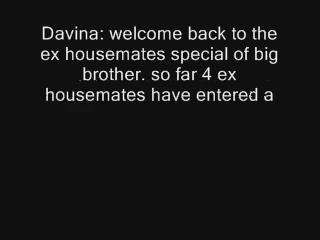 Davina: welcome back to the
ex housemates special of big
brother. so far 4 ex
housemates have entered a